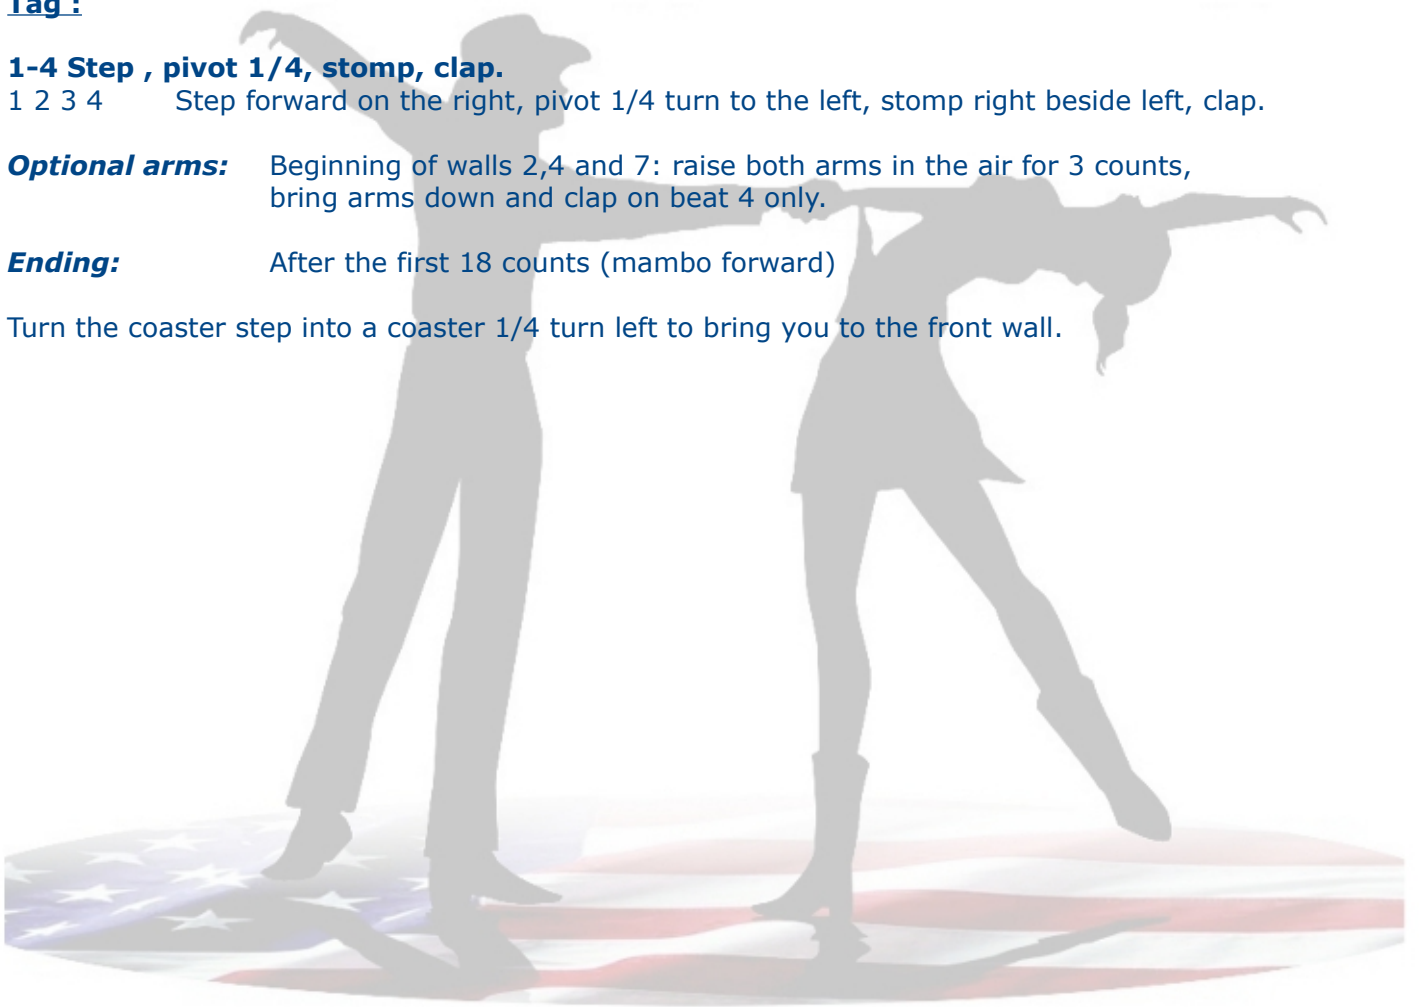 Tag :
1-4 Step , pivot 1/4, stomp, clap.
1 2 3 4 Step forward on the right, pivot 1/4 turn to the left, stomp right beside left, clap.
Optional arms: Beginning of walls 2,4 and 7: raise both arms in the air for 3 counts,
bring arms down and clap on beat 4 only.
Ending: After the first 18 counts (mambo forward)
Turn the coaster step into a coaster 1/4 turn left to bring you to the front wall.